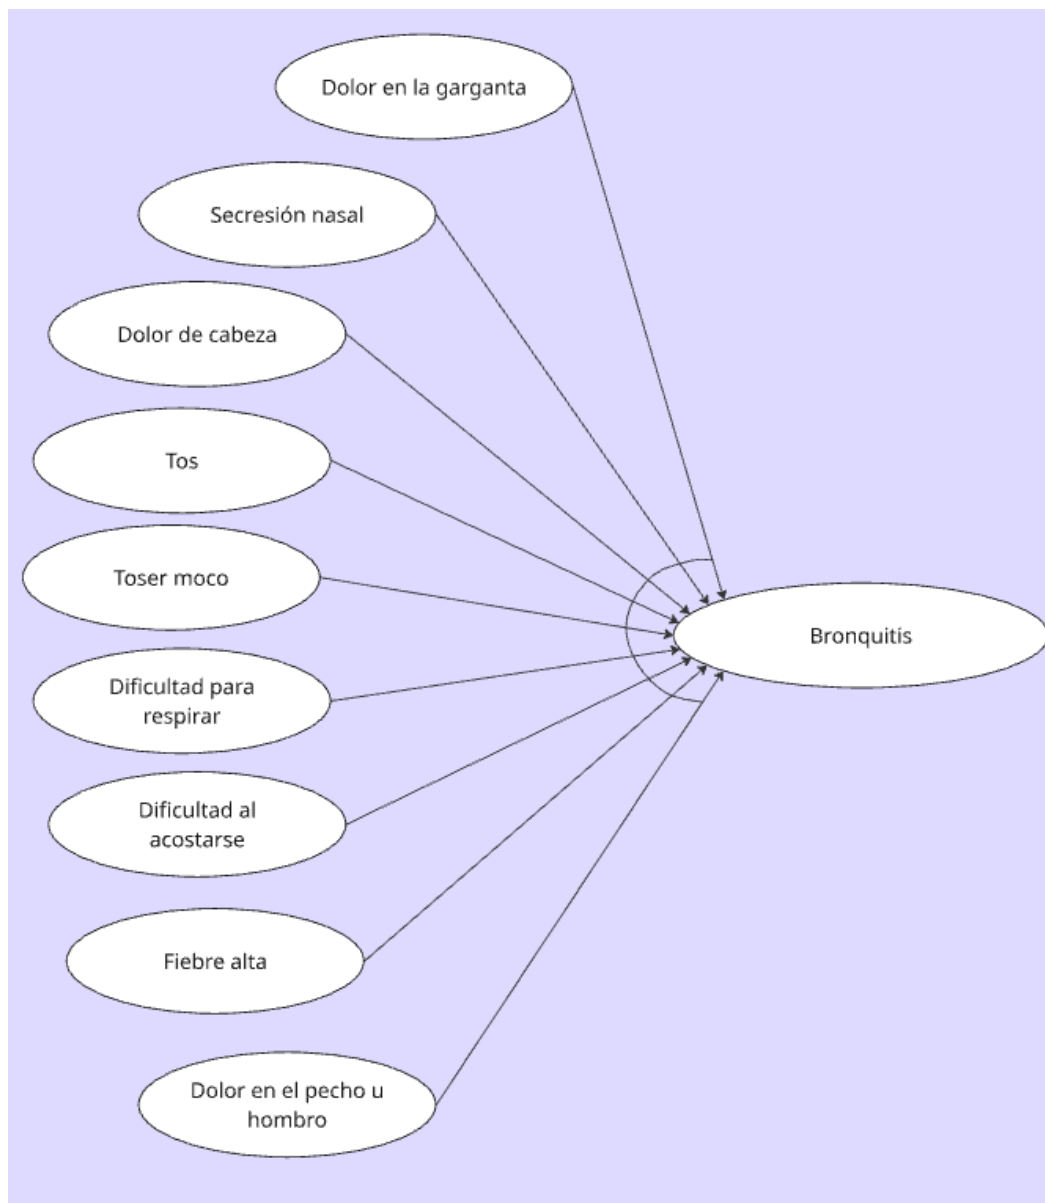 Dolor en la garganta
Secresión nasal
Dolor de cabeza
Tos
Toser moco
Bronquitis
Dificultad para
respirar
Dificultad al
acostarse
Fiebre alta
Dolor en el pecho u
hombro